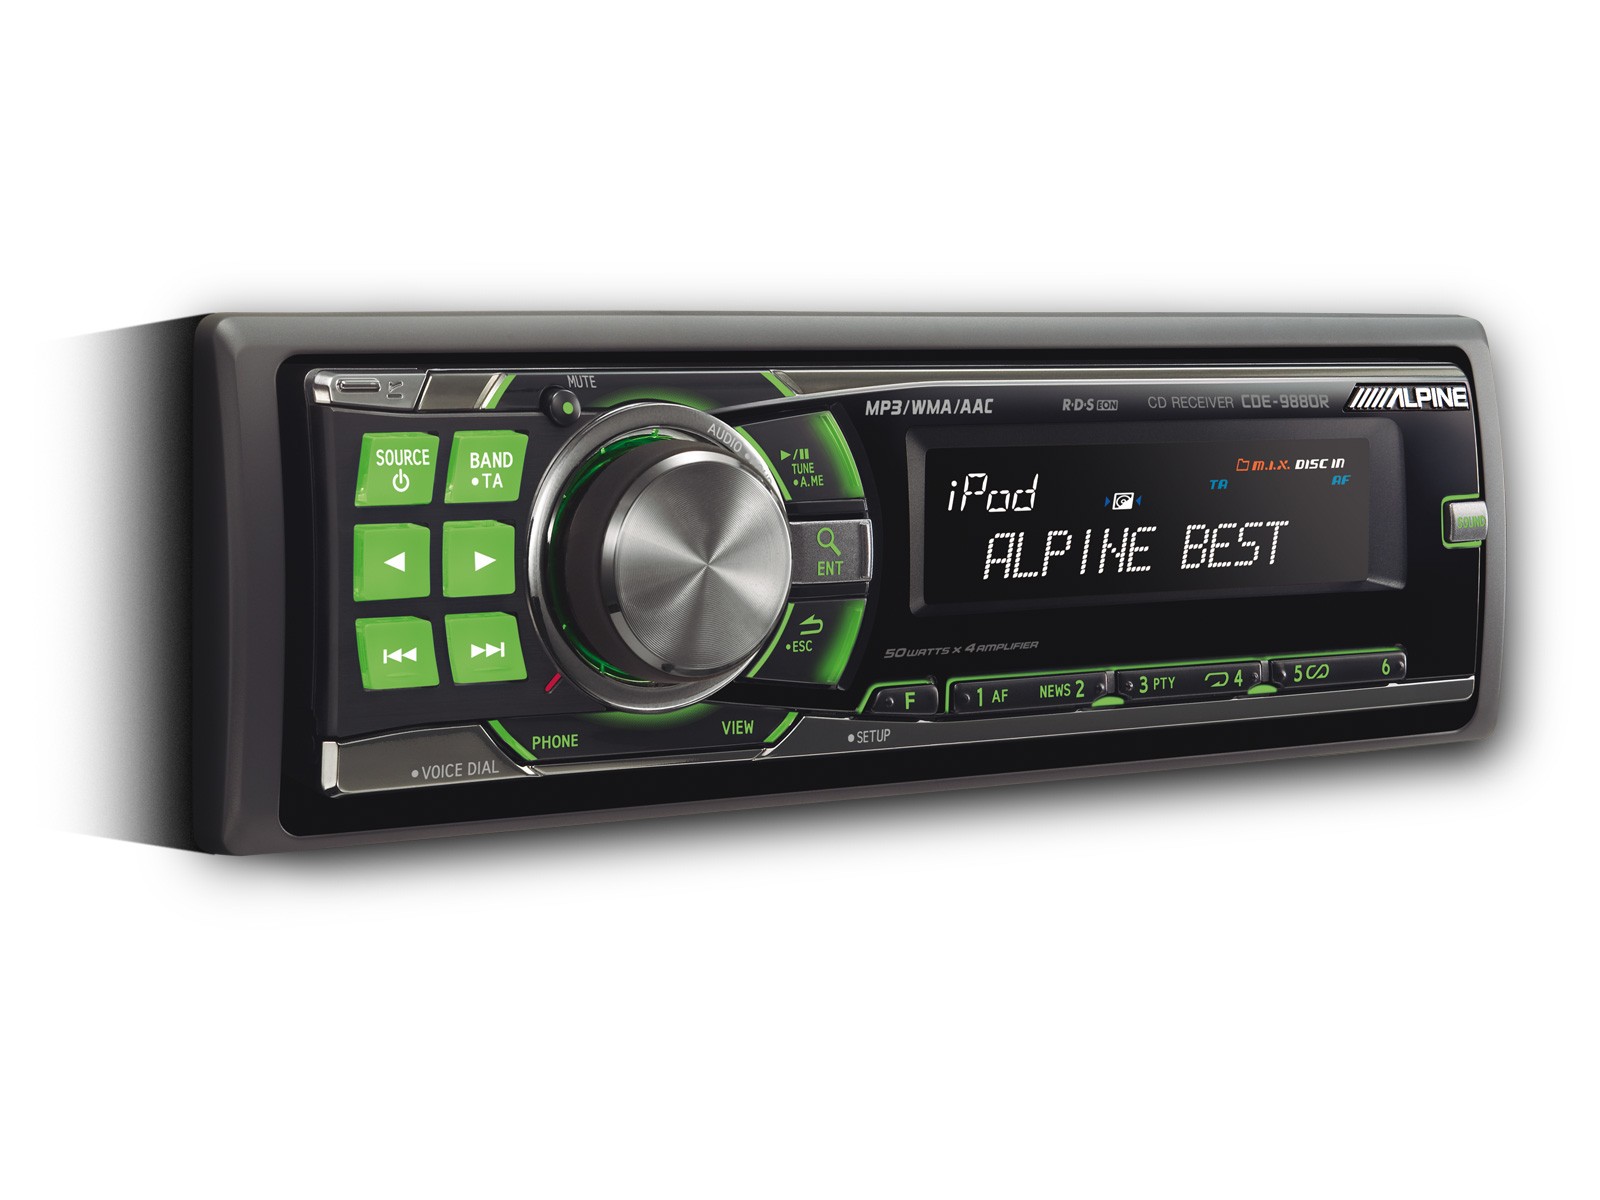 MUTE
AUDIO
MP3/WMA/AAC
R·D·S EON
CD RECEIVER CDE-9880R
ALPINE
SOURCE
BAND
•TA
TUNE
•A.ME
ENT
•ESC
iPod
m.i.x. DISC IN
TA
AF
ALPINE BEST
SOUND
50WATTS x 4 AMPLIFIER
F
1 AF
NEWS 2
3 PTY
4
5
6
PHONE
VIEW
•SETUP
•VOICE DIAL